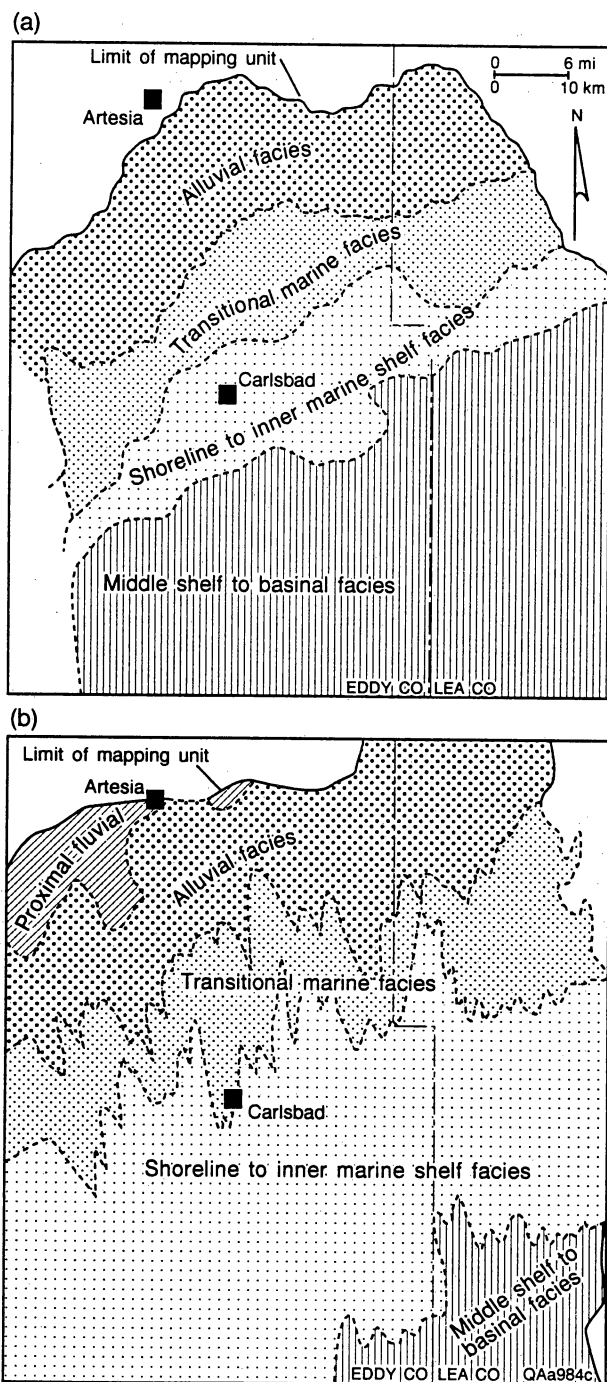 (a)
Limit of mapping unit
0 6 mi
0 10 km
Artesia
N
Alluvial facies
Transitional marine facies
Carlsbad
Shoreline to inner marine shelf facies
Middle shelf to basinal facies
EDDY CO LEA CO
(b)
Limit of mapping unit
Artesia
Proximal fluvial
Alluvial facies
Transitional marine facies
Carlsbad
Shoreline to inner marine shelf facies
Middle shelf to
basinal facies
EDDY CO LEA CO QAa984c